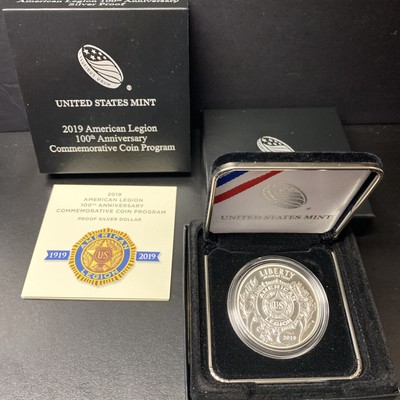 American Legion 100th Anniversary
Silver Proof
UNITED STATES MINT
2019 American Legion
100th Anniversary
Commemorative Coin Program
2019
AMERICAN LEGION
100TH ANNIVERSARY
COMMEMORATIVE COIN PROGRAM
PROOF SILVER DOLLAR
1919
AMERICAN
US
LEGION
2019
UNITED STATES MINT
LIBERTY
AMERICAN
US
LEGION
2019